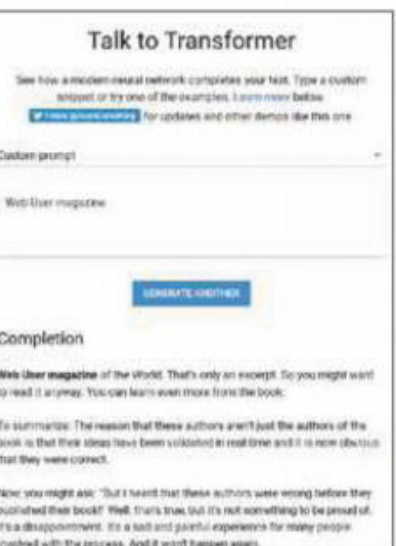 Talk to Transformer
See how a modern neural network completes your text. Type a custom
snippet or try one of the examples. Learn more below.
for updates and other demos like this one
Custom prompt
Web User magazine
GENERATE ANOTHER
Completion
Web User magazine of the World. That's only an excerpt. So you might want
to read it anyway. You can learn even more from the book.
To summarize: The reason that these authors aren't just the authors of the
book is that their ideas have been validated in real time and it is now obvious
that they were correct.
Now, you might ask: "But I heard that these authors were wrong before they
published their book!" Well, that's true, but it's not something to be proud of.
It's a disappointment. It's a sad and painful experience for many people
involved with the process. And it won't happen again.